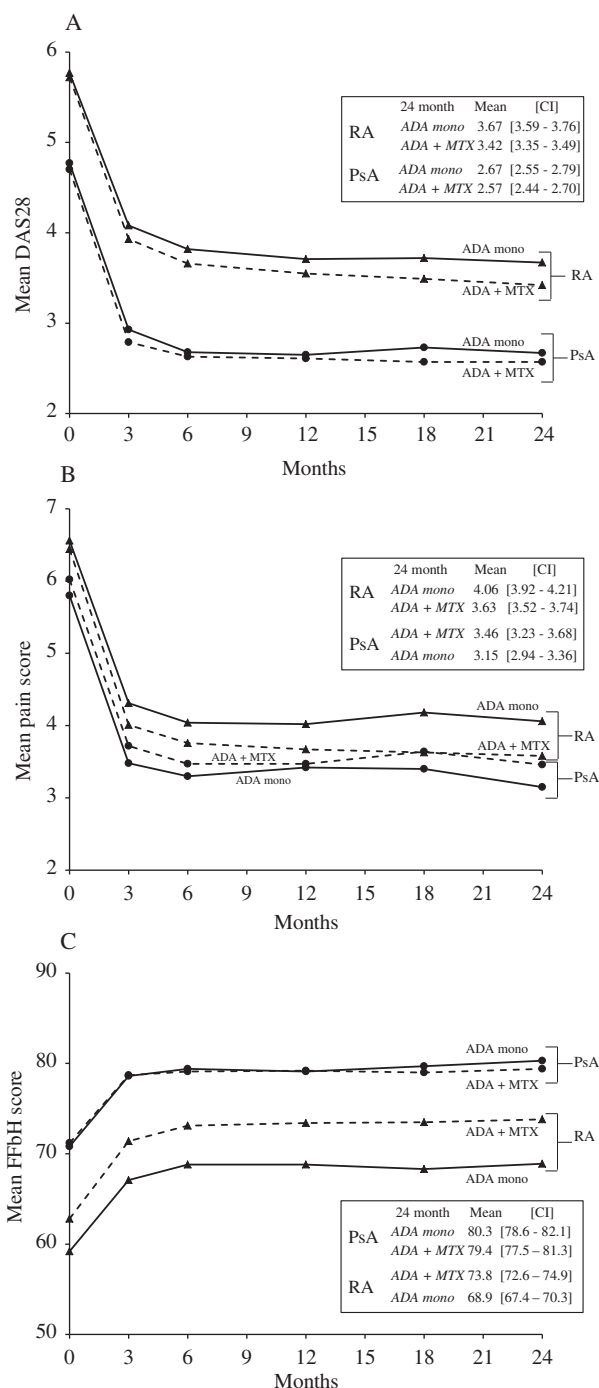 A
6
5
4
3
2
Mean DAS28
24 month Mean [CI]
RA
ADA mono 3.67 [3.59 - 3.76]
ADA + MTX 3.42 [3.35 - 3.49]
PsA
ADA mono 2.67 [2.55 - 2.79]
ADA + MTX 2.57 [2.44 - 2.70]
ADA mono
RA
ADA + MTX
ADA mono
PsA
ADA + MTX
0 3 6 9 12 15 18 21 24
Months
B
7
6
5
4
3
2
Mean pain score
24 month Mean [CI]
RA
ADA mono 4.06 [3.92 - 4.21]
ADA + MTX 3.63 [3.52 - 3.74]
PsA
ADA + MTX 3.46 [3.23 - 3.68]
ADA mono 3.15 [2.94 - 3.36]
ADA mono
RA
ADA + MTX
ADA + MTX
PsA
ADA mono
0 3 6 9 12 15 18 21 24
Months
C
90
80
70
60
50
Mean FFbH score
ADA mono
PsA
ADA + MTX
ADA + MTX
RA
ADA mono
24 month Mean [CI]
PsA
ADA mono 80.3 [78.6 - 82.1]
ADA + MTX 79.4 [77.5 – 81.3]
RA
ADA + MTX 73.8 [72.6 – 74.9]
ADA mono 68.9 [67.4 – 70.3]
0 3 6 9 12 15 18 21 24
Months